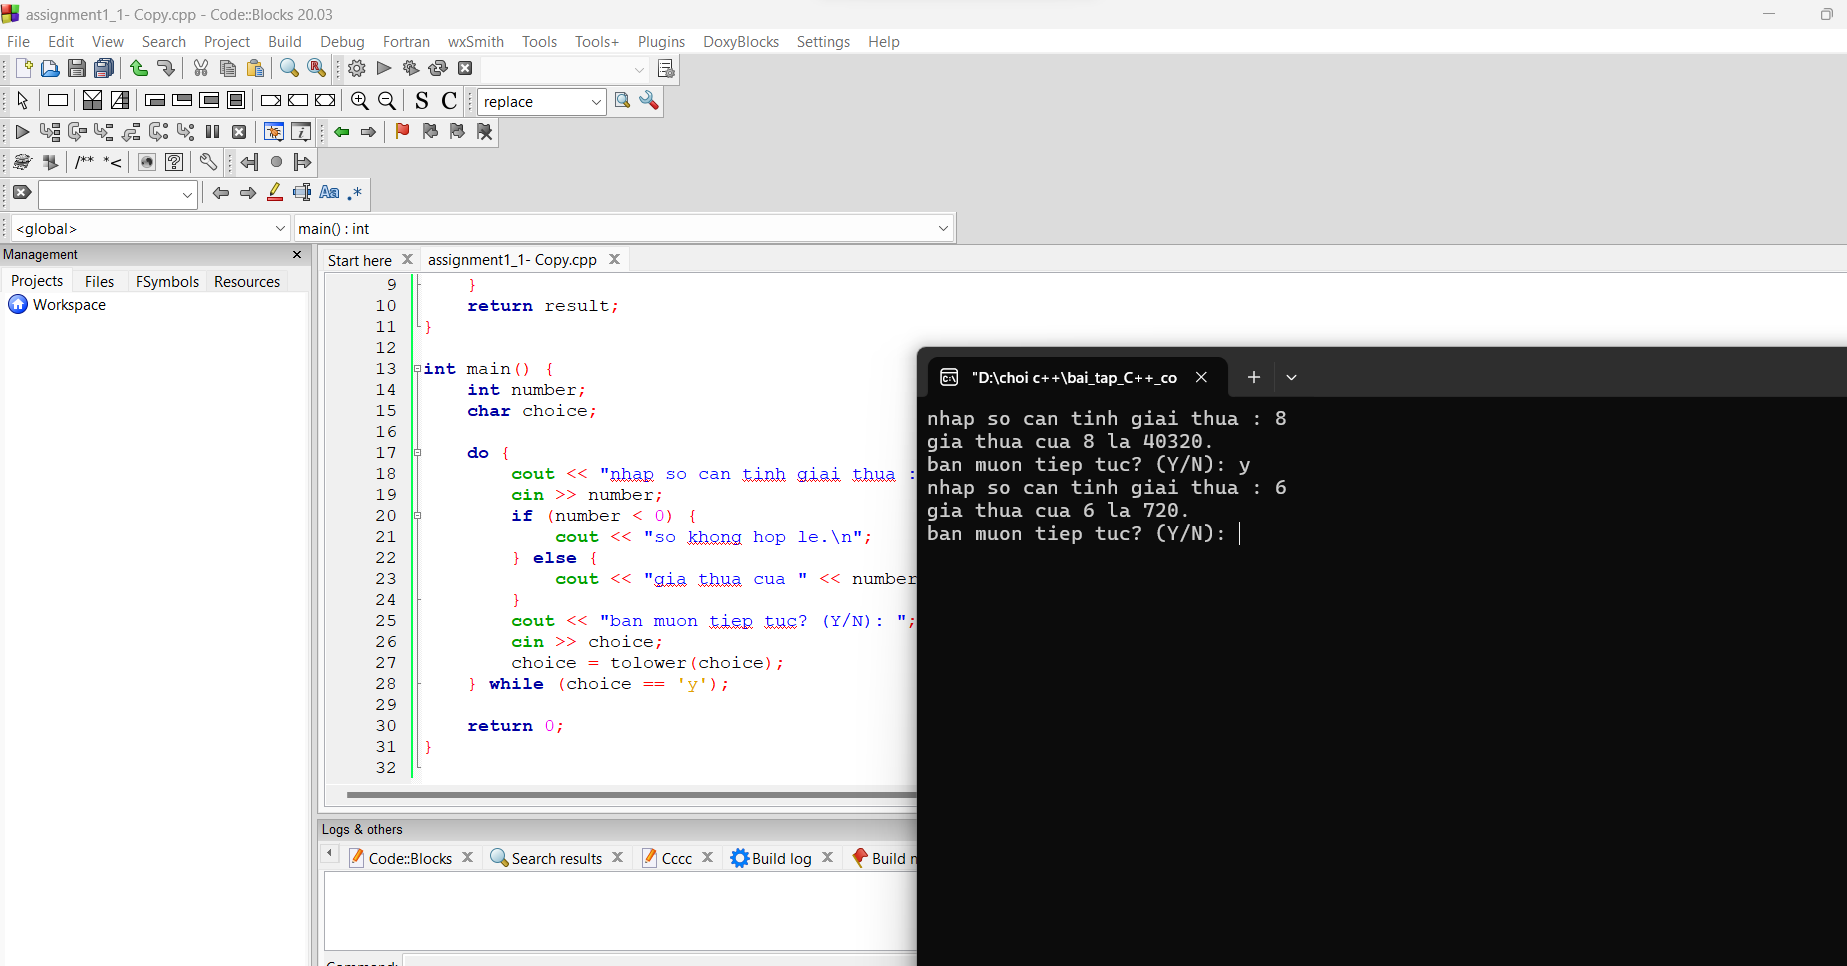 assignment1_1- Copy.cpp - Code::Blocks 20.03
File Edit View Search Project Build Debug Fortran wxSmith Tools Tools+ Plugins DoxyBlocks Settings Help
S C replace
/** *<
Aa .*
<global> main() : int
Management
Projects Files FSymbols Resources
Workspace
Start here assignment1_1- Copy.cpp
9 }
10 return result;
11 }
12
13 int main() {
14 int number;
15 char choice;
16
17 do {
18 cout << "nhap so can tinh giai thua :
19 cin >> number;
20 if (number < 0) {
21 cout << "so khong hop le.\n";
22 } else {
23 cout << "gia thua cua " << number
24 }
25 cout << "ban muon tiep tuc? (Y/N): ";
26 cin >> choice;
27 choice = tolower(choice);
28 } while (choice == 'y');
29
30 return 0;
31 }
32
Logs & others
Code::Blocks Search results Cccc Build log Build
"D:\choi c++\bai_tap_C++_co
nhap so can tinh giai thua : 8
gia thua cua 8 la 40320.
ban muon tiep tuc? (Y/N): y
nhap so can tinh giai thua : 6
gia thua cua 6 la 720.
ban muon tiep tuc? (Y/N):